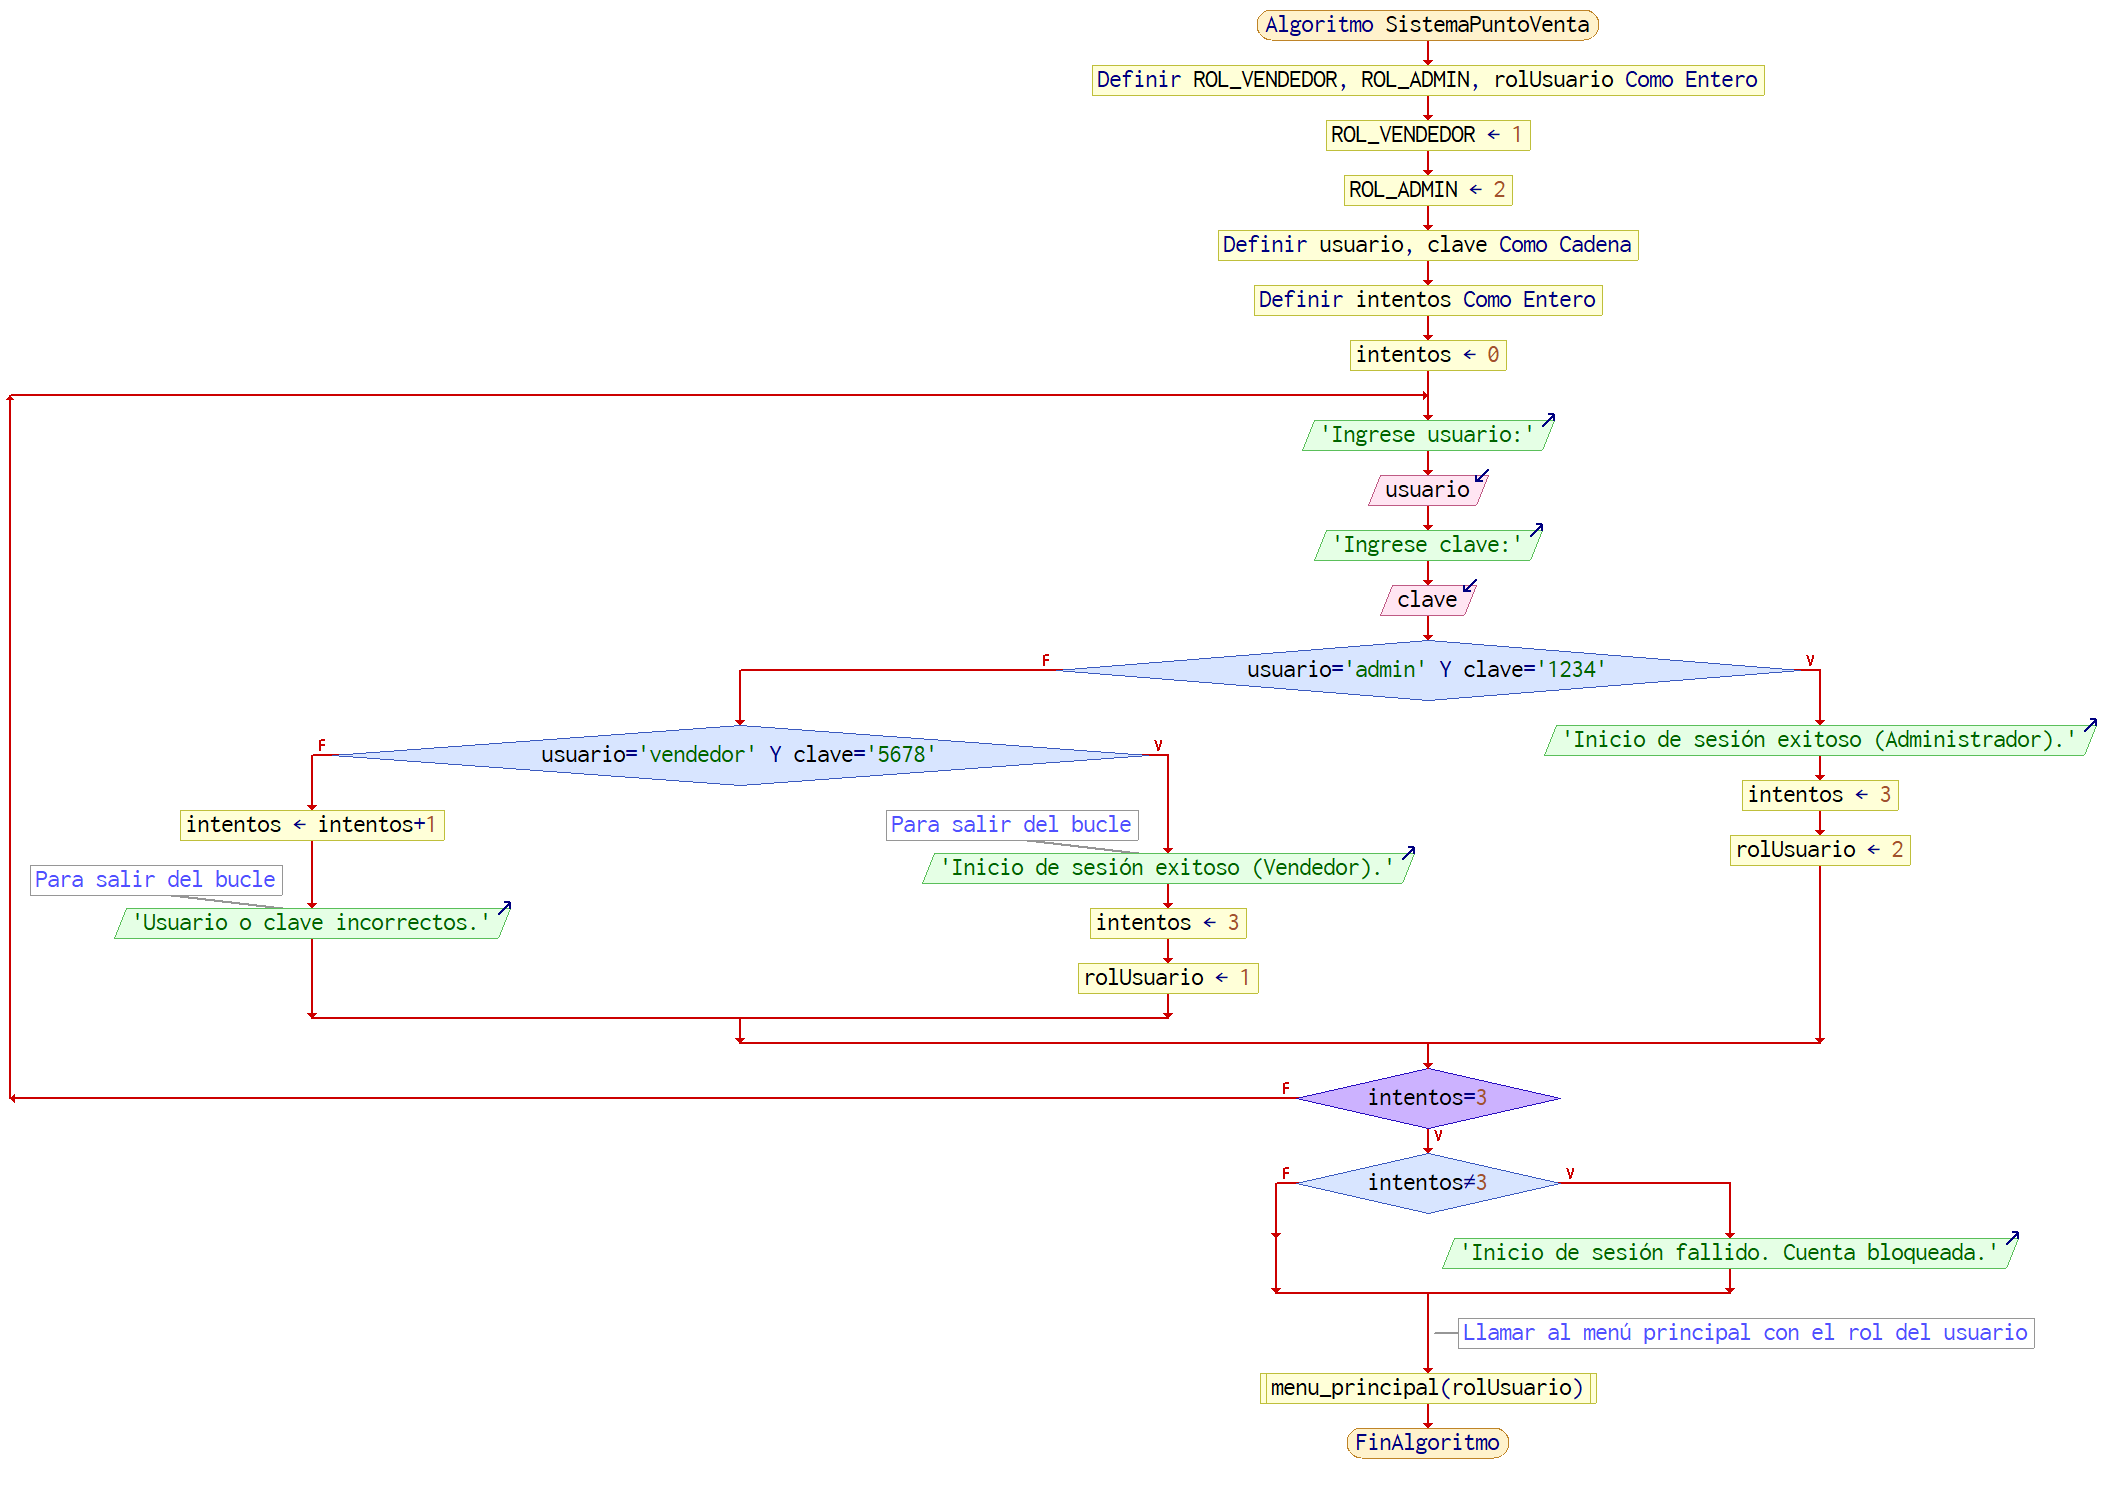 Algoritmo SistemaPuntoVenta
Definir ROL_VENDEDOR, ROL_ADMIN, rolUsuario Como Entero
ROL_VENDEDOR ← 1
ROL_ADMIN ← 2
Definir usuario, clave Como Cadena
Definir intentos Como Entero
intentos ← 0
'Ingrese usuario:'
usuario
'Ingrese clave:'
clave
F
V
usuario='admin' Y clave='1234'
'Inicio de sesión exitoso (Administrador).'
F
V
usuario='vendedor' Y clave='5678'
intentos ← 3
intentos ← intentos+1
Para salir del bucle
rolUsuario ← 2
'Inicio de sesión exitoso (Vendedor).'
Para salir del bucle
'Usuario o clave incorrectos.'
intentos ← 3
rolUsuario ← 1
F
intentos=3
V
F
V
intentos≠3
'Inicio de sesión fallido. Cuenta bloqueada.'
Llamar al menú principal con el rol del usuario
menu_principal(rolUsuario)
FinAlgoritmo